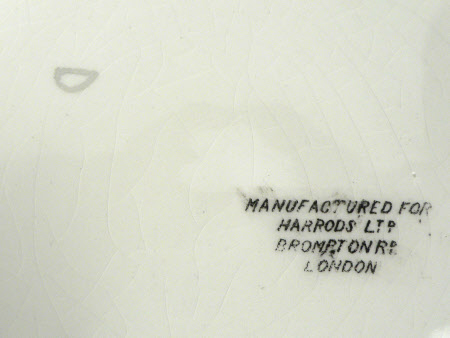 MANUFACTURED FOR
HARRODS LTD
BROMPTON RD.
LONDON